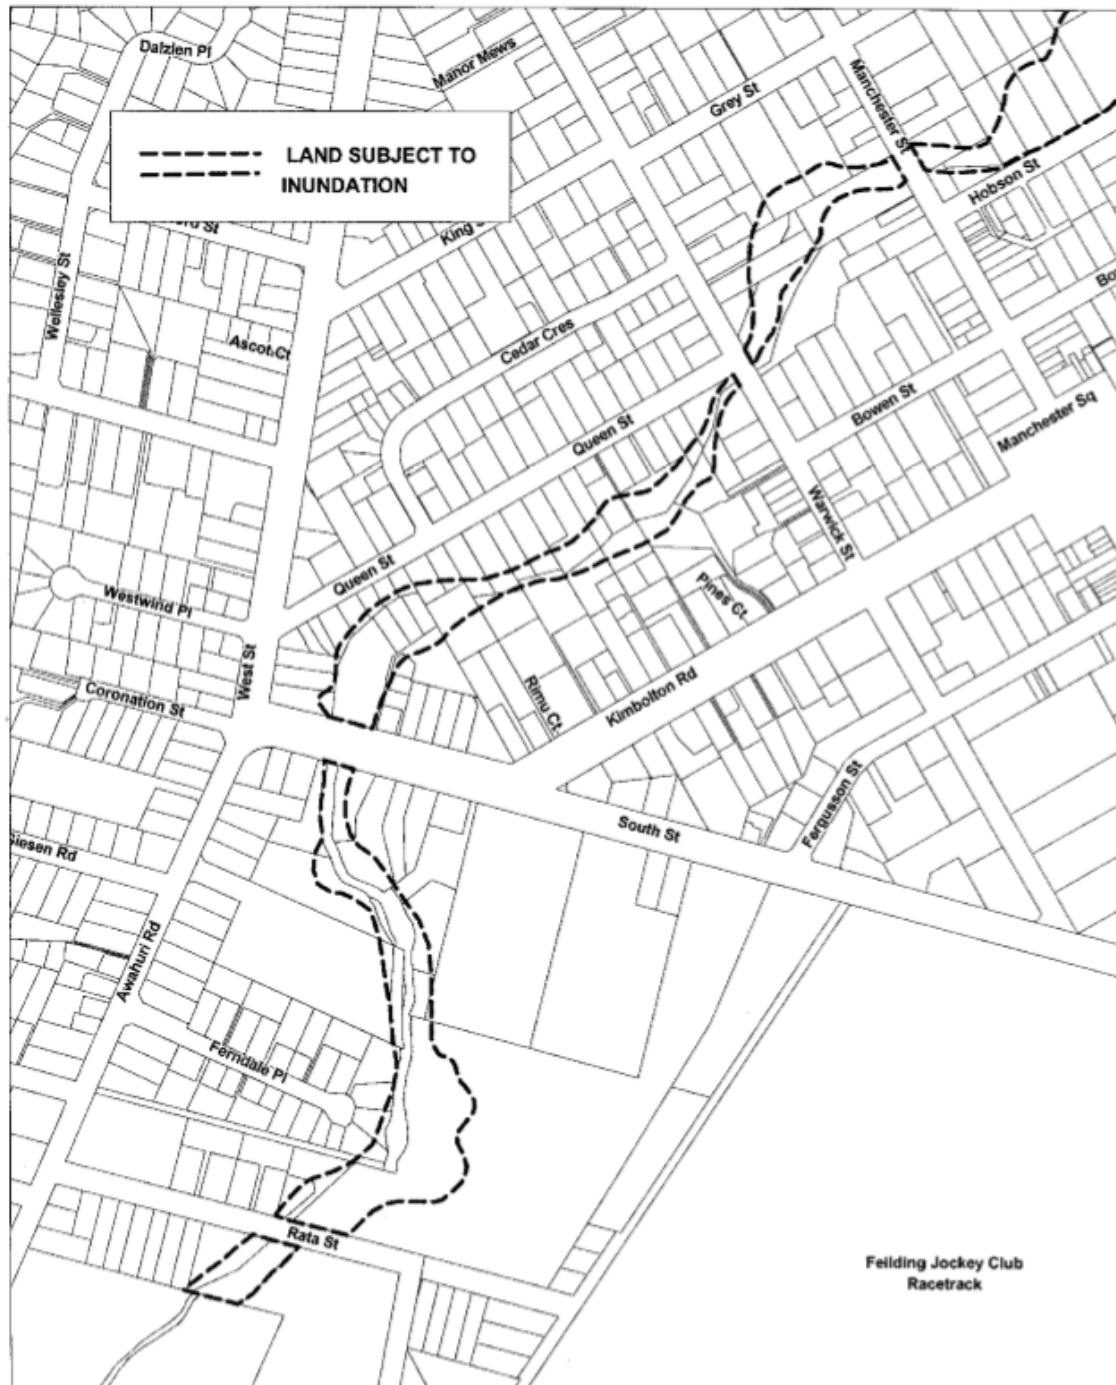 Dalzien Pl
Manor Mews
Manchester St
Grey St
LAND SUBJECT TO
INUNDATION
Hobson St
King
St
Wellesley St
Ascot Ct
Cedar Cres
Bowen St
Queen St
Manchester Sq
Warwick St
Queen St
Pines Ct
Westwind Pl
West St
Coronation St
Rimu Ct
Kimbolton Rd
South St
Fergusson St
Rd
Awahuri Rd
Ferndale Pl
Rata St
Feilding Jockey Club
Racetrack